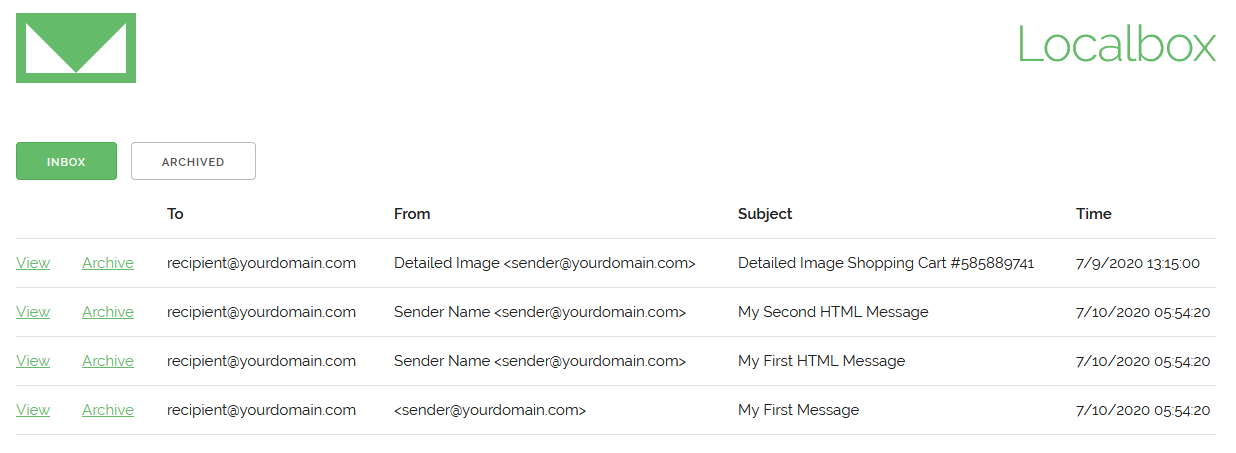 Localbox
INBOX ARCHIVED
To From Subject Time
View Archive recipient@yourdomain.com Detailed Image <sender@yourdomain.com> Detailed Image Shopping Cart #585889741 7/9/2020 13:15:00
View Archive recipient@yourdomain.com Sender Name <sender@yourdomain.com> My Second HTML Message 7/10/2020 05:54:20
View Archive recipient@yourdomain.com Sender Name <sender@yourdomain.com> My First HTML Message 7/10/2020 05:54:20
View Archive recipient@yourdomain.com <sender@yourdomain.com> My First Message 7/10/2020 05:54:20